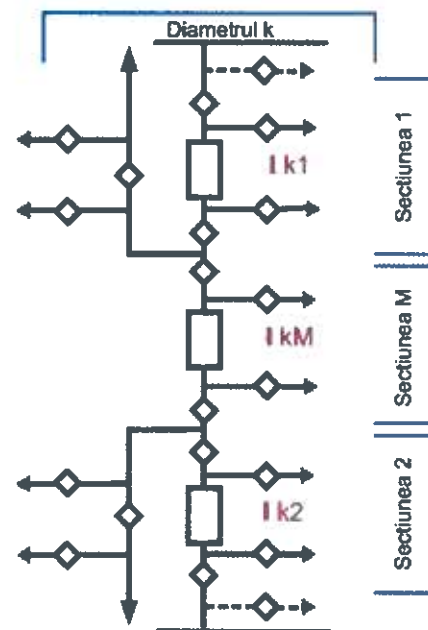 Diametrul k
Sectiunea 1
I k1
Sectiunea M
I kM
Sectiunea 2
I k2